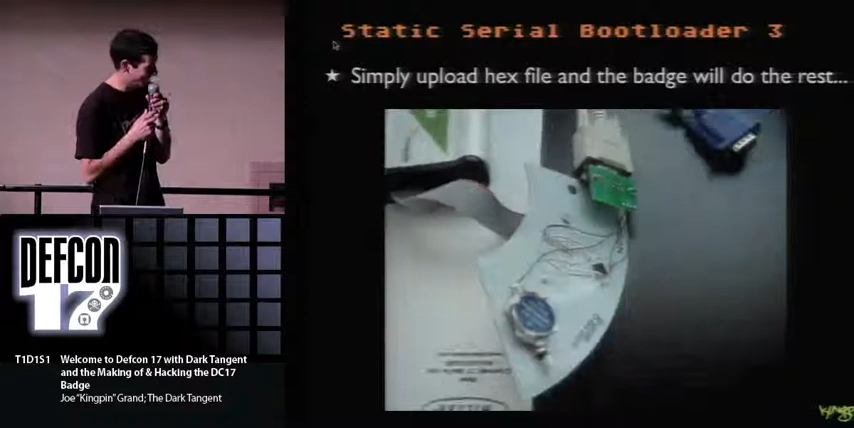 Static Serial Bootloader 3
★ Simply upload hex file and the badge will do the rest...
DEFCON
17
T1D1S1 Welcome to Defcon 17 with Dark Tangent
and the Making of & Hacking the DC17
Badge
Joe "Kingpin" Grand; The Dark Tangent